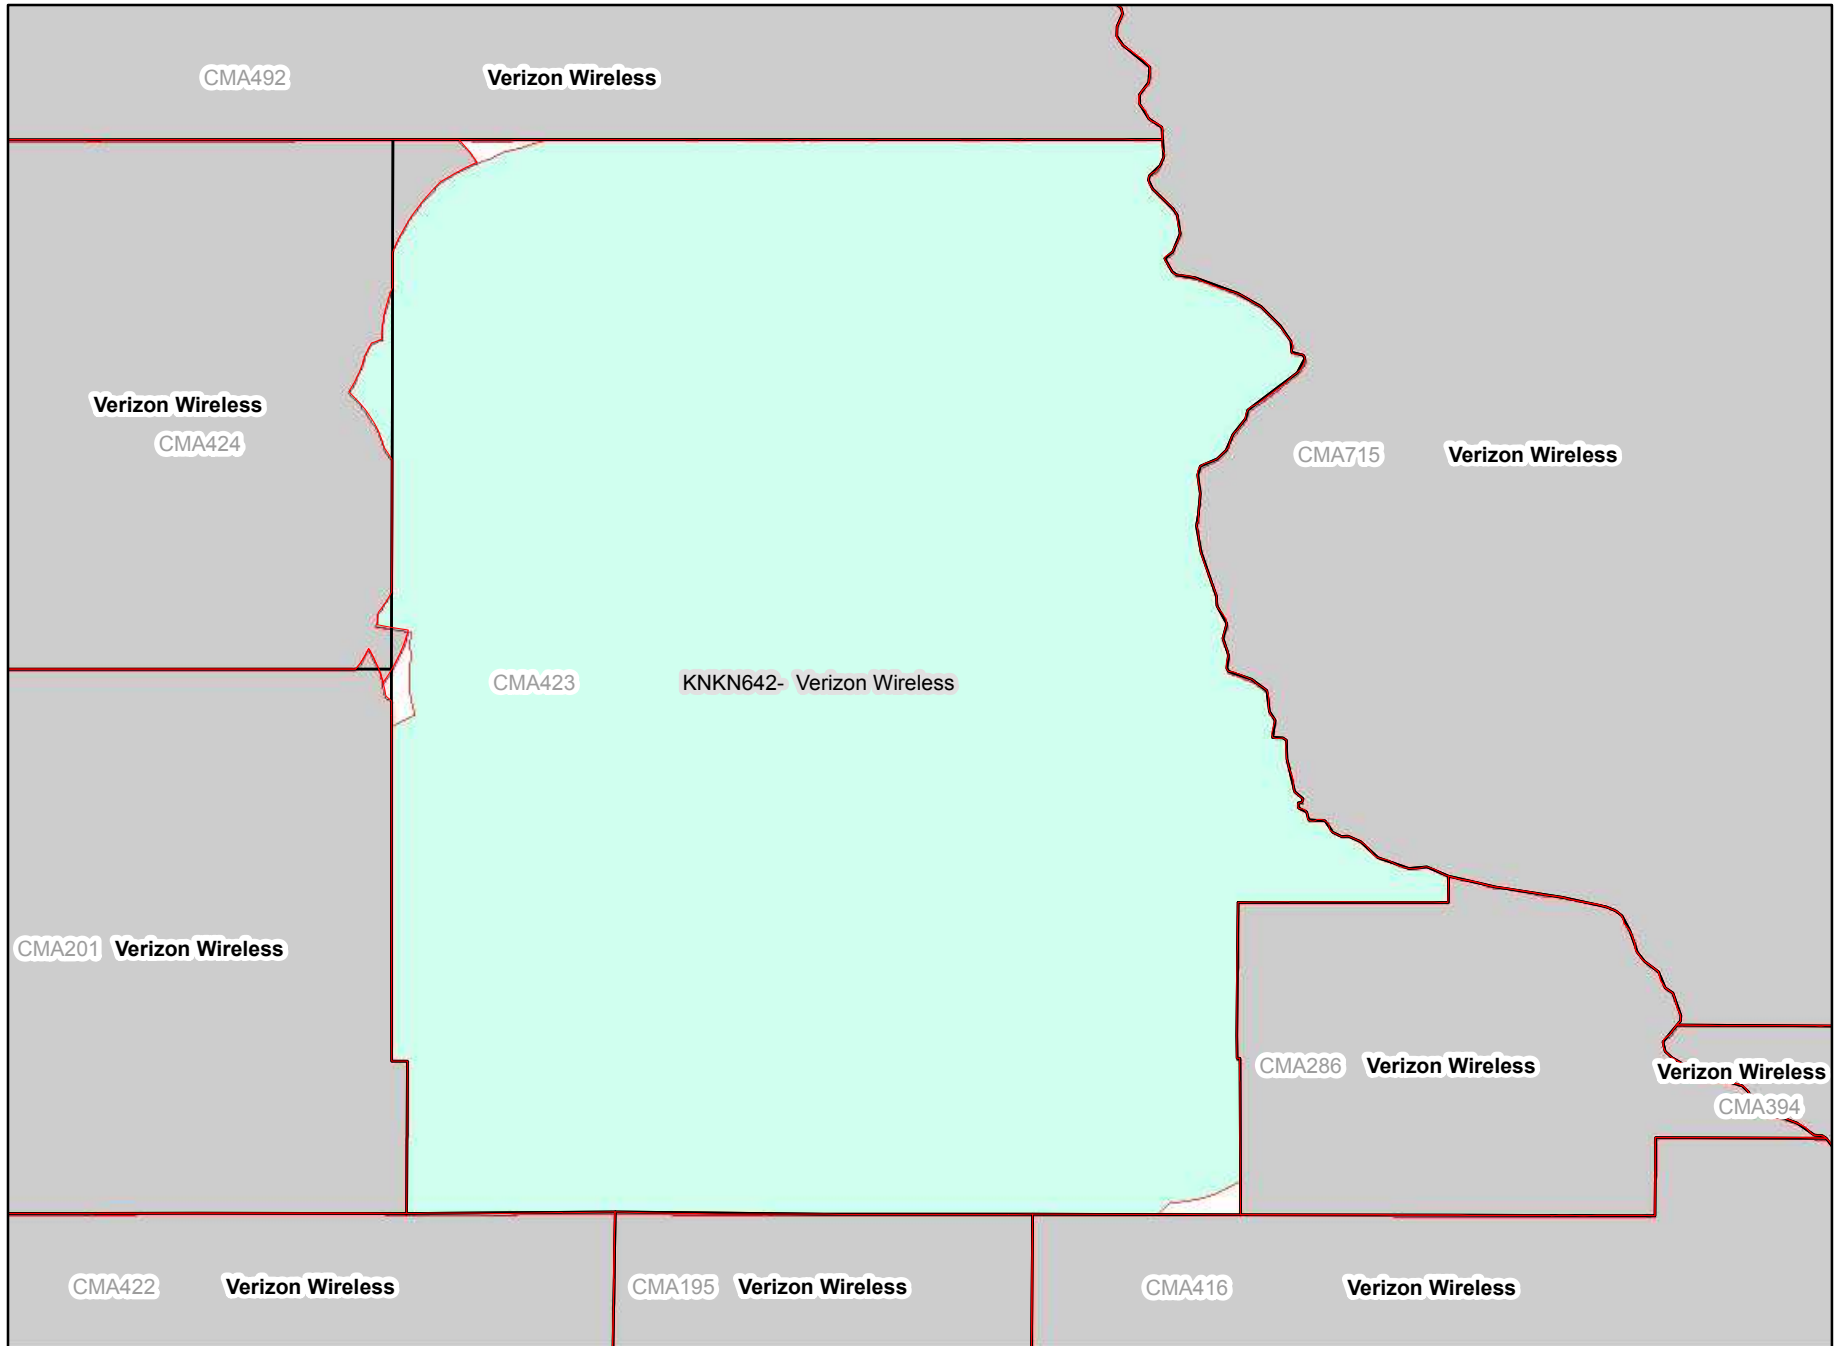 CMA492 Verizon Wireless
Verizon Wireless
CMA424
CMA715 Verizon Wireless
CMA423 KNKN642- Verizon Wireless
CMA201 Verizon Wireless
CMA286 Verizon Wireless
Verizon Wireless
CMA394
CMA422 Verizon Wireless
CMA195 Verizon Wireless
CMA416 Verizon Wireless